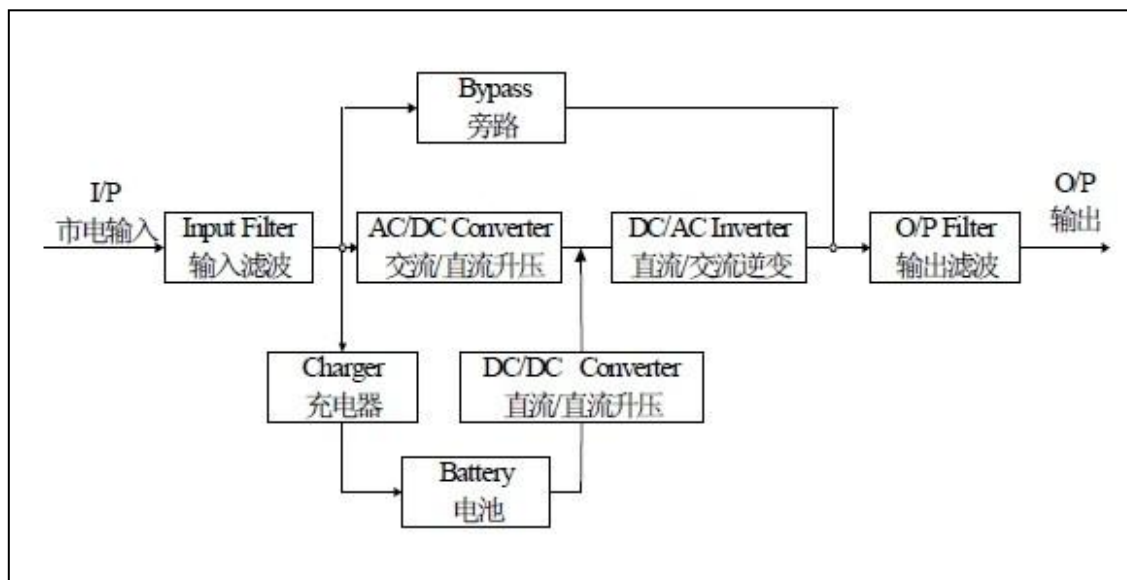 Bypass
旁路
I/P
市电输入
Input Filter
输入滤波
AC/DC Converter
交流/直流升压
DC/AC Inverter
直流/交流逆变
O/P Filter
输出滤波
O/P
输出
Charger
充电器
DC/DC Converter
直流/直流升压
Battery
电池